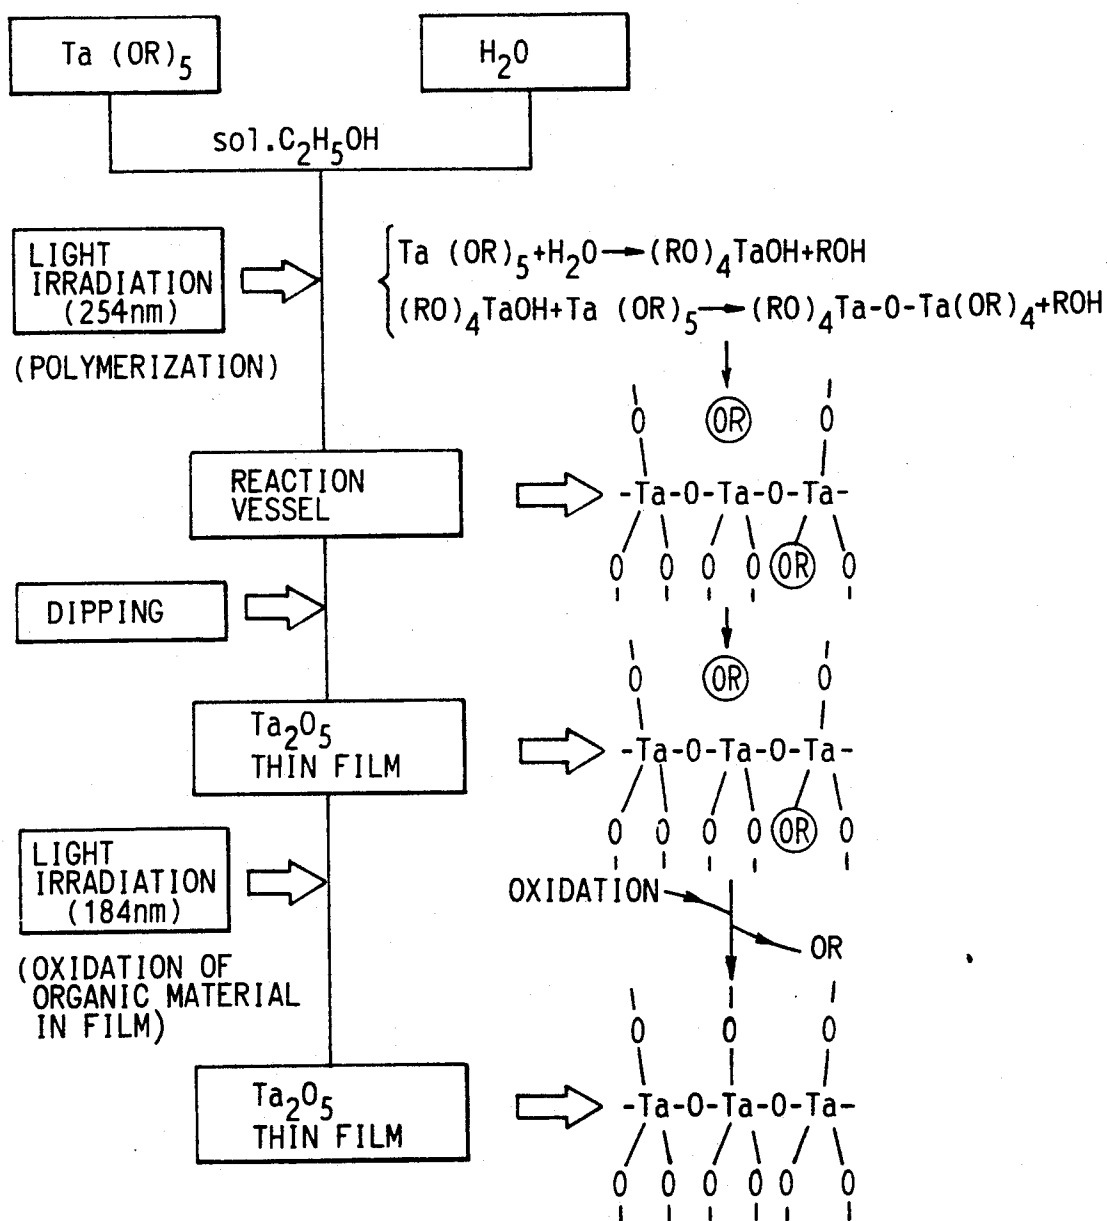 Ta (OR)5
H2O
sol.C2H5OH
LIGHT
IRRADIATION
(254nm)
(POLYMERIZATION)
Ta (OR)5+H2O→(RO)4TaOH+ROH
(RO)4TaOH+Ta (OR)5→(RO)4Ta-O-Ta(OR)4+ROH
O OR O
REACTION
VESSEL
-Ta-O-Ta-O-Ta-
O O O O OR O
DIPPING
O OR O
Ta2O5
THIN FILM
-Ta-O-Ta-O-Ta-
O O O O OR O
LIGHT
IRRADIATION
(184nm)
OXIDATION
OR
(OXIDATION OF
ORGANIC MATERIAL
IN FILM)
O O O
Ta2O5
THIN FILM
-Ta-O-Ta-O-Ta-
O O O O O O